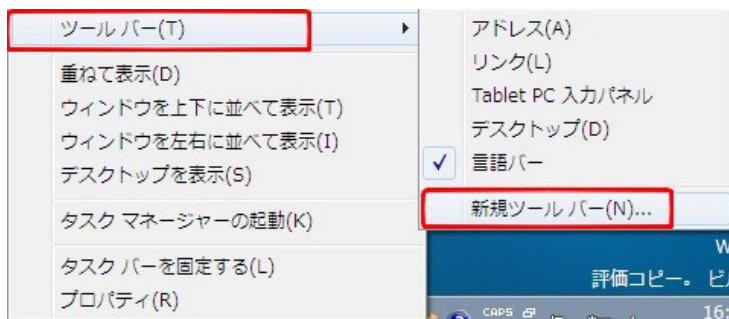 ツール バー(T)
重ねて表示(D)
ウィンドウを上下に並べて表示(T)
ウィンドウを左右に並べて表示(I)
デスクトップを表示(S)
タスク マネージャーの起動(K)
タスク バーを固定する(L)
プロパティ(R)
アドレス(A)
リンク(L)
Tablet PC 入力パネル
デスクトップ(D)
言語バー
新規ツール バー(N)...
W
評価コピー。 ビ
CAPS
16: